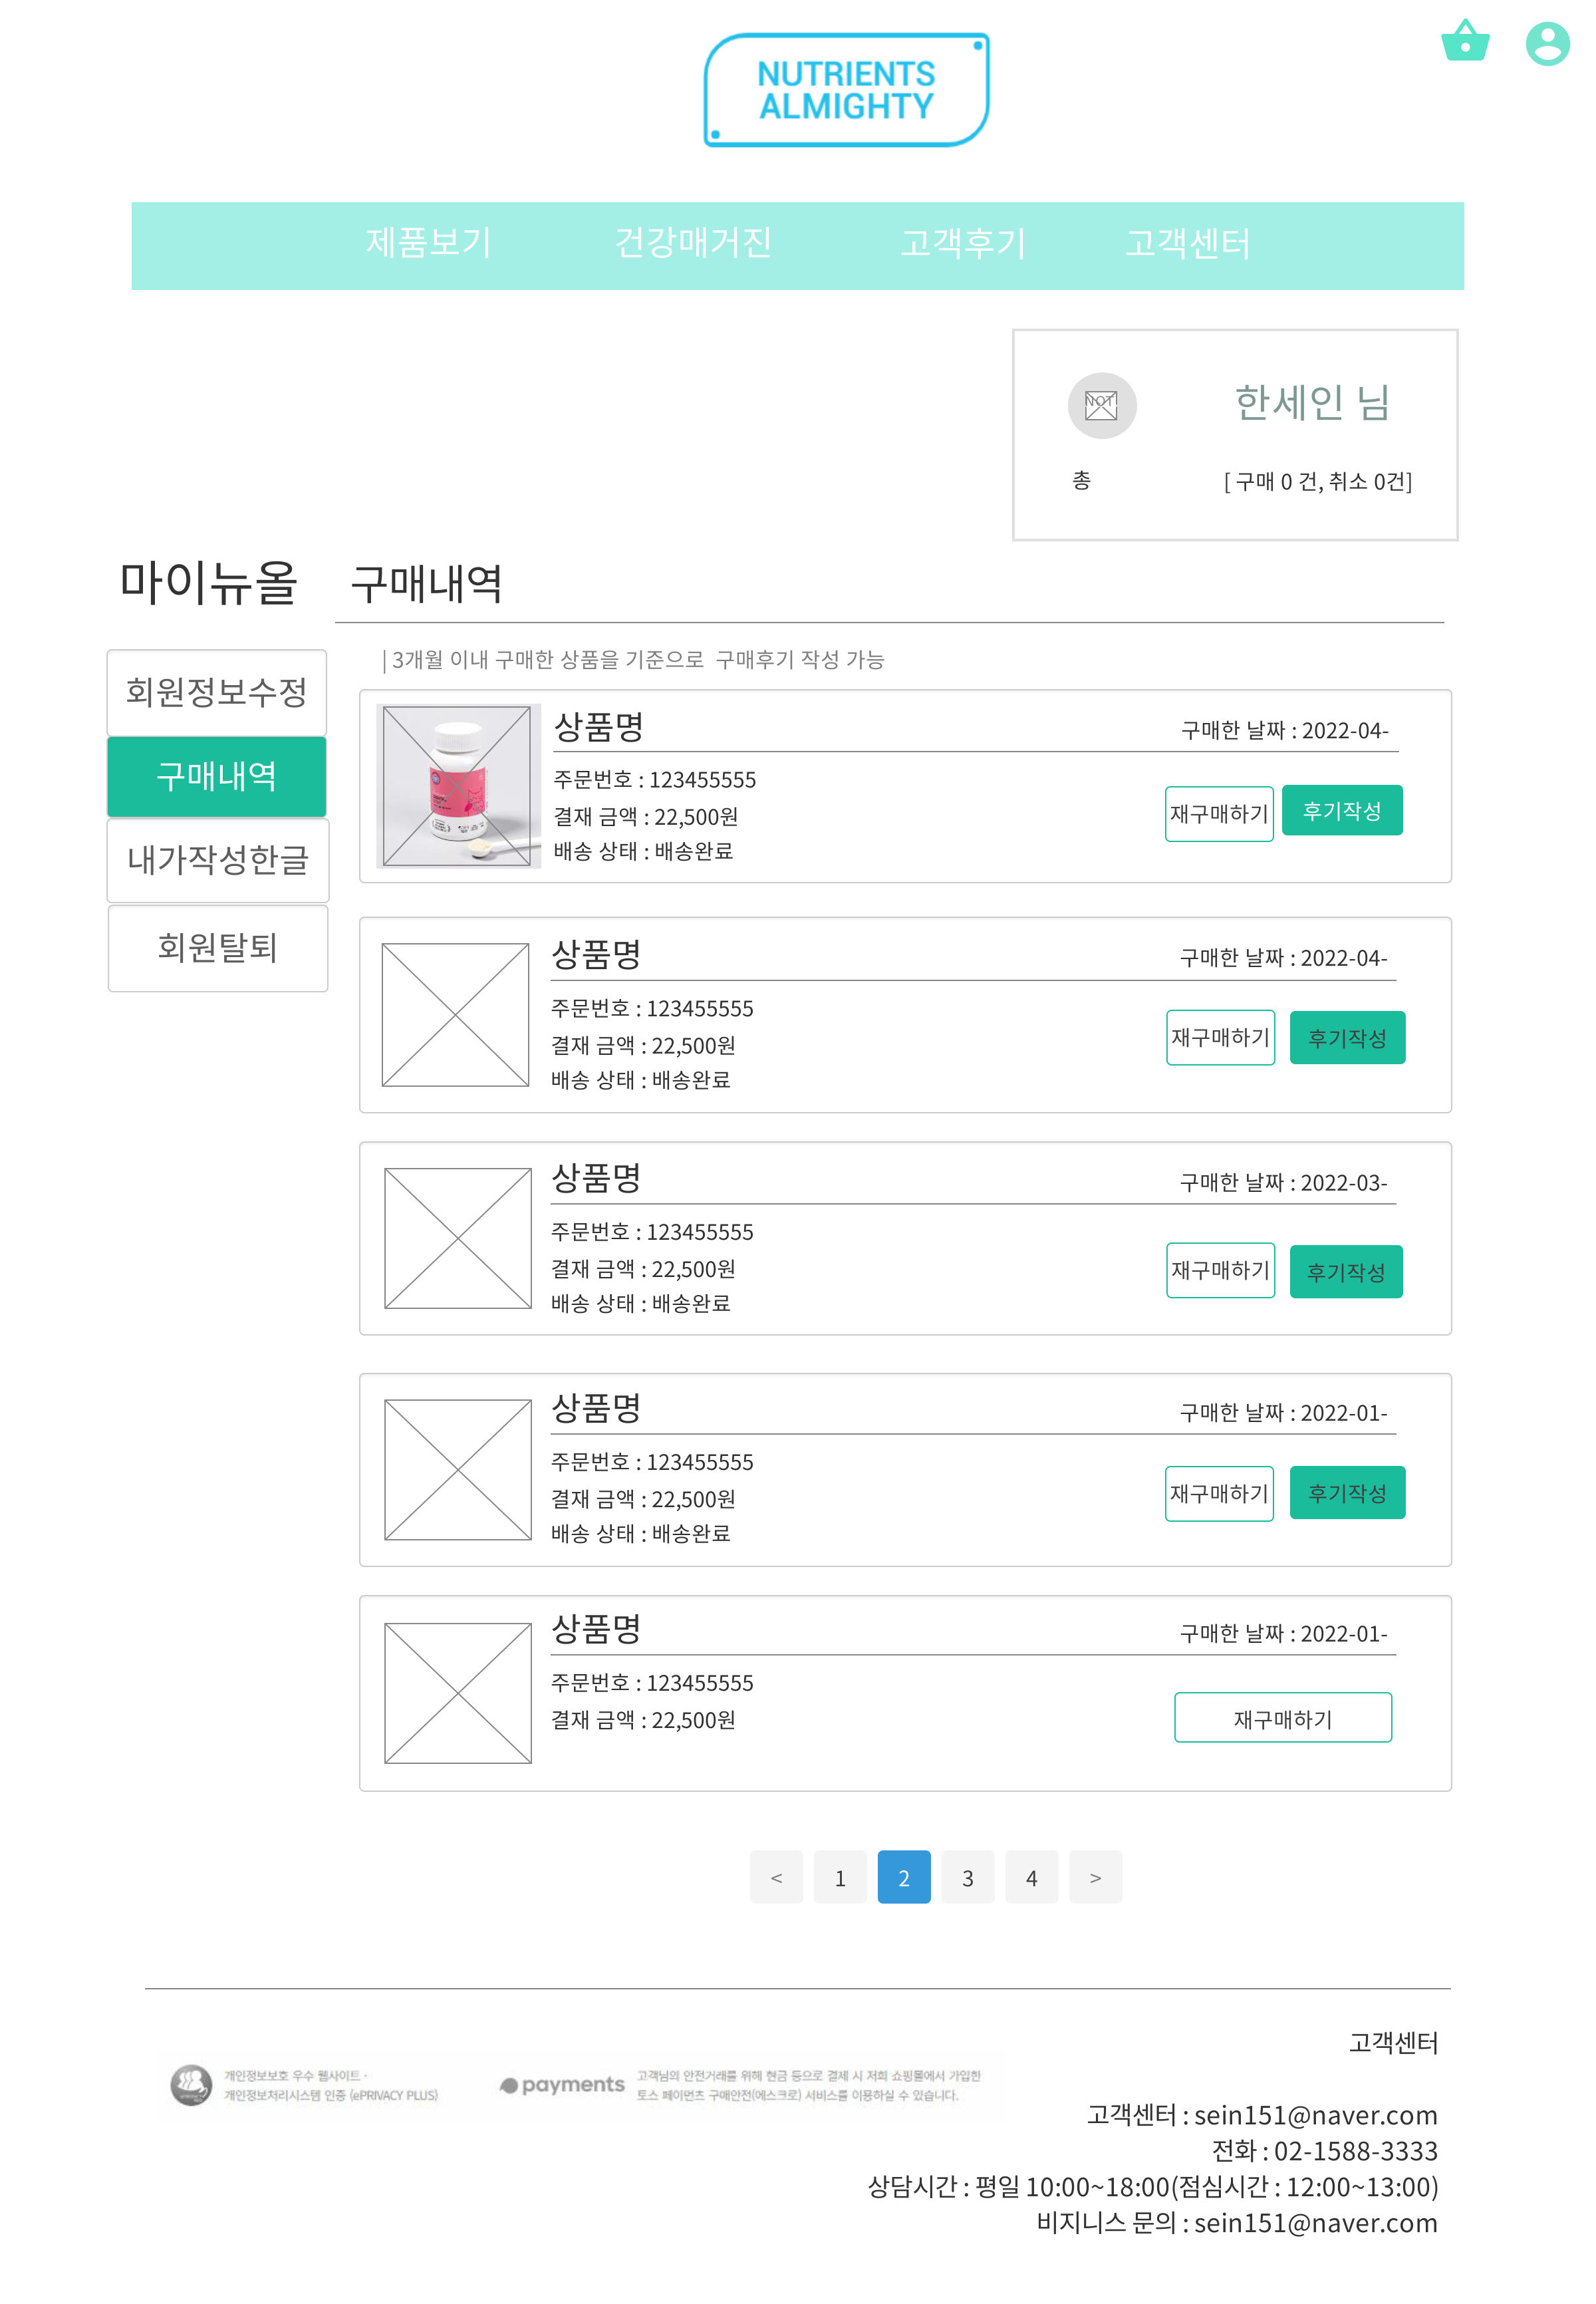 NUTRIENTS
ALMIGHTY
제품보기 건강매거진 고객후기 고객센터
NOT
한세인 님
총 [ 구매 0 건, 취소 0건]
마이뉴올 구매내역
| 3개월 이내 구매한 상품을 기준으로 구매후기 작성 가능
회원정보수정
구매내역
내가작성한글
회원탈퇴
상품명 구매한 날짜 : 2022-04-
주문번호 : 123455555
결재 금액 : 22,500원
배송 상태 : 배송완료
재구매하기 후기작성
상품명 구매한 날짜 : 2022-04-
주문번호 : 123455555
결재 금액 : 22,500원
배송 상태 : 배송완료
재구매하기 후기작성
상품명 구매한 날짜 : 2022-03-
주문번호 : 123455555
결재 금액 : 22,500원
배송 상태 : 배송완료
재구매하기 후기작성
상품명 구매한 날짜 : 2022-01-
주문번호 : 123455555
결재 금액 : 22,500원
배송 상태 : 배송완료
재구매하기 후기작성
상품명 구매한 날짜 : 2022-01-
주문번호 : 123455555
결재 금액 : 22,500원
재구매하기
< 1 2 3 4 >
개인정보보호 우수 웹사이트 ·
개인정보처리시스템 인증 (ePRIVACY PLUS)
payments
고객님의 안전거래를 위해 현금 등으로 결제 시 저희 쇼핑몰에서 가입한
토스 페이먼츠 구매안전(에스크로) 서비스를 이용하실 수 있습니다.
고객센터
고객센터 : sein151@naver.com
전화 : 02-1588-3333
상담시간 : 평일 10:00~18:00(점심시간 : 12:00~13:00)
비지니스 문의 : sein151@naver.com